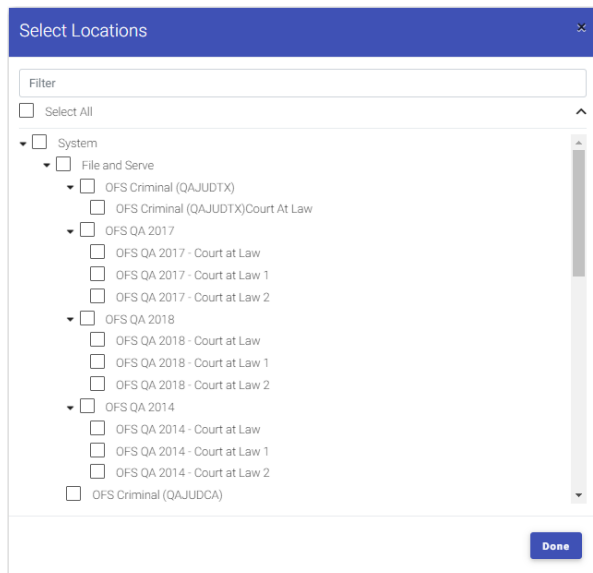 Select Locations
Filter
Select All
System
File and Serve
OFS Criminal (QAJUDTX)
OFS Criminal (QAJUDTX)Court At Law
OFS QA 2017
OFS QA 2017 - Court at Law
OFS QA 2017 - Court at Law 1
OFS QA 2017 - Court at Law 2
OFS QA 2018
OFS QA 2018 - Court at Law
OFS QA 2018 - Court at Law 1
OFS QA 2018 - Court at Law 2
OFS QA 2014
OFS QA 2014 - Court at Law
OFS QA 2014 - Court at Law 1
OFS QA 2014 - Court at Law 2
OFS Criminal (QAJUDCA)
Done